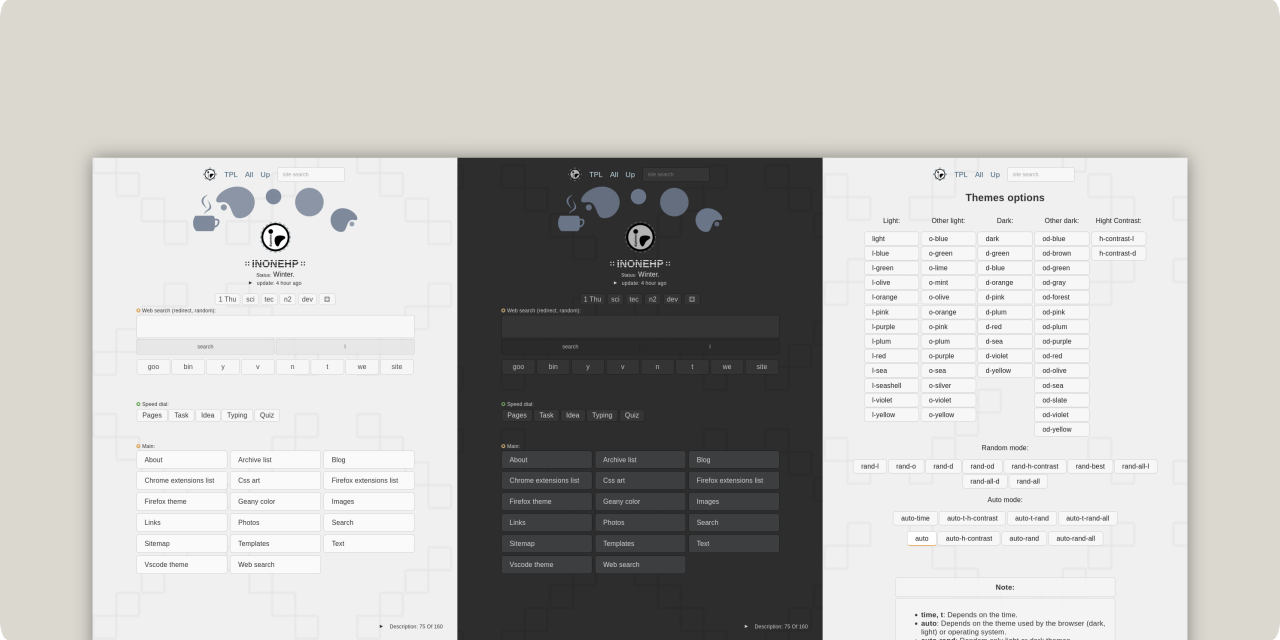 TPL All Up site search
:: INONEHP ::
Status: Winter.
► update: 4 hour ago
1 Thu sci tec n2 dev ⚃
Web search (redirect, random):
search l
goo bin y v n t we site
Speed dial:
Pages Task Idea Typing Quiz
Main:
About Archive list Blog
Chrome extensions list Css art Firefox extensions list
Firefox theme Geany color Images
Links Photos Search
Sitemap Templates Text
Vscode theme Web search
► Description: 75 Of 160
TPL All Up site search
:: INONEHP ::
Status: Winter.
► update: 4 hour ago
1 Thu sci tec n2 dev ⚃
Web search (redirect, random):
search l
goo bin y v n t we site
Speed dial:
Pages Task Idea Typing Quiz
Main:
About Archive list Blog
Chrome extensions list Css art Firefox extensions list
Firefox theme Geany color Images
Links Photos Search
Sitemap Templates Text
Vscode theme Web search
► Description: 75 Of 160
TPL All Up site search
Themes options
Light: Other light: Dark: Other dark: Hight Contrast:
light o-blue dark od-blue h-contrast-l
l-blue o-green d-green od-brown h-contrast-d
l-green o-lime d-blue od-green
l-olive o-mint d-orange od-gray
l-orange o-olive d-pink od-forest
l-pink o-orange d-plum od-pink
l-purple o-pink d-red od-plum
l-plum o-plum d-sea od-purple
l-red o-purple d-violet od-red
l-sea o-sea d-yellow od-olive
l-seashell o-silver od-sea
l-violet o-violet od-slate
l-yellow o-yellow od-violet
od-yellow
Random mode:
rand-l rand-o rand-d rand-od rand-h-contrast rand-best rand-all-l
rand-all-d rand-all
Auto mode:
auto-time auto-t-h-contrast auto-t-rand auto-t-rand-all
auto auto-h-contrast auto-rand auto-rand-all
Note:
• time, t: Depends on the time.
• auto: Depends on the theme used by the browser (dark,
light) or operating system.